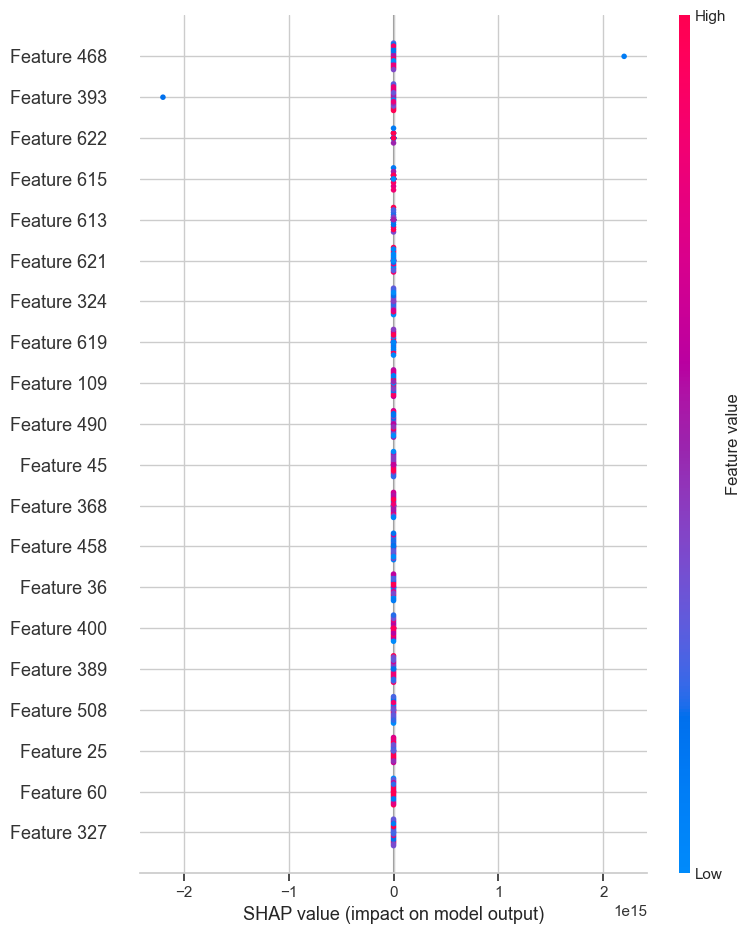 High
Feature 468
Feature 393
Feature 622
Feature 615
Feature 613
Feature 621
Feature 324
Feature 619
Feature 109
Feature 490
Feature 45
Feature 368
Feature 458
Feature 36
Feature 400
Feature 389
Feature 508
Feature 25
Feature 60
Feature 327
Feature value
Low
−2 −1 0 1 2
1e15
SHAP value (impact on model output)